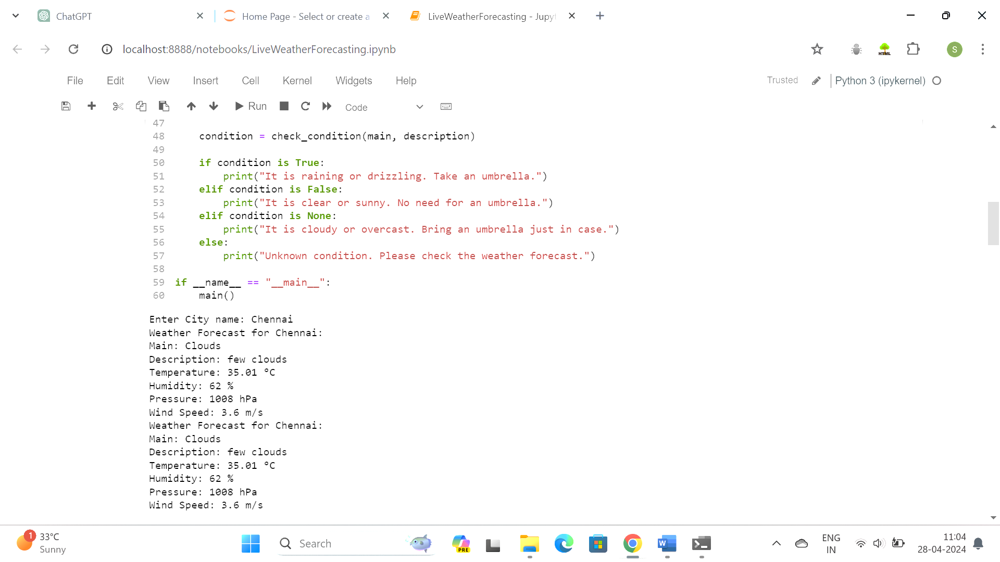 ChatGPT
Home Page - Select or create a
LiveWeatherForecasting - Jupyt
localhost:8888/notebooks/LiveWeatherForecasting.ipynb
HTML
S
File Edit View Insert Cell Kernel Widgets Help
Trusted
Python 3 (ipykernel)
Run
Code
47
48     condition = check_condition(main, description)
49
50     if condition is True:
51         print("It is raining or drizzling. Take an umbrella.")
52     elif condition is False:
53         print("It is clear or sunny. No need for an umbrella.")
54     elif condition is None:
55         print("It is cloudy or overcast. Bring an umbrella just in case.")
56     else:
57         print("Unknown condition. Please check the weather forecast.")
58
59 if __name__ == "__main__":
60     main()
Enter City name: Chennai
Weather Forecast for Chennai:
Main: Clouds
Description: few clouds
Temperature: 35.01 °C
Humidity: 62 %
Pressure: 1008 hPa
Wind Speed: 3.6 m/s
Weather Forecast for Chennai:
Main: Clouds
Description: few clouds
Temperature: 35.01 °C
Humidity: 62 %
Pressure: 1008 hPa
Wind Speed: 3.6 m/s
1
33°C
Sunny
Search
PRE
W
ENG
IN
11:04
28-04-2024